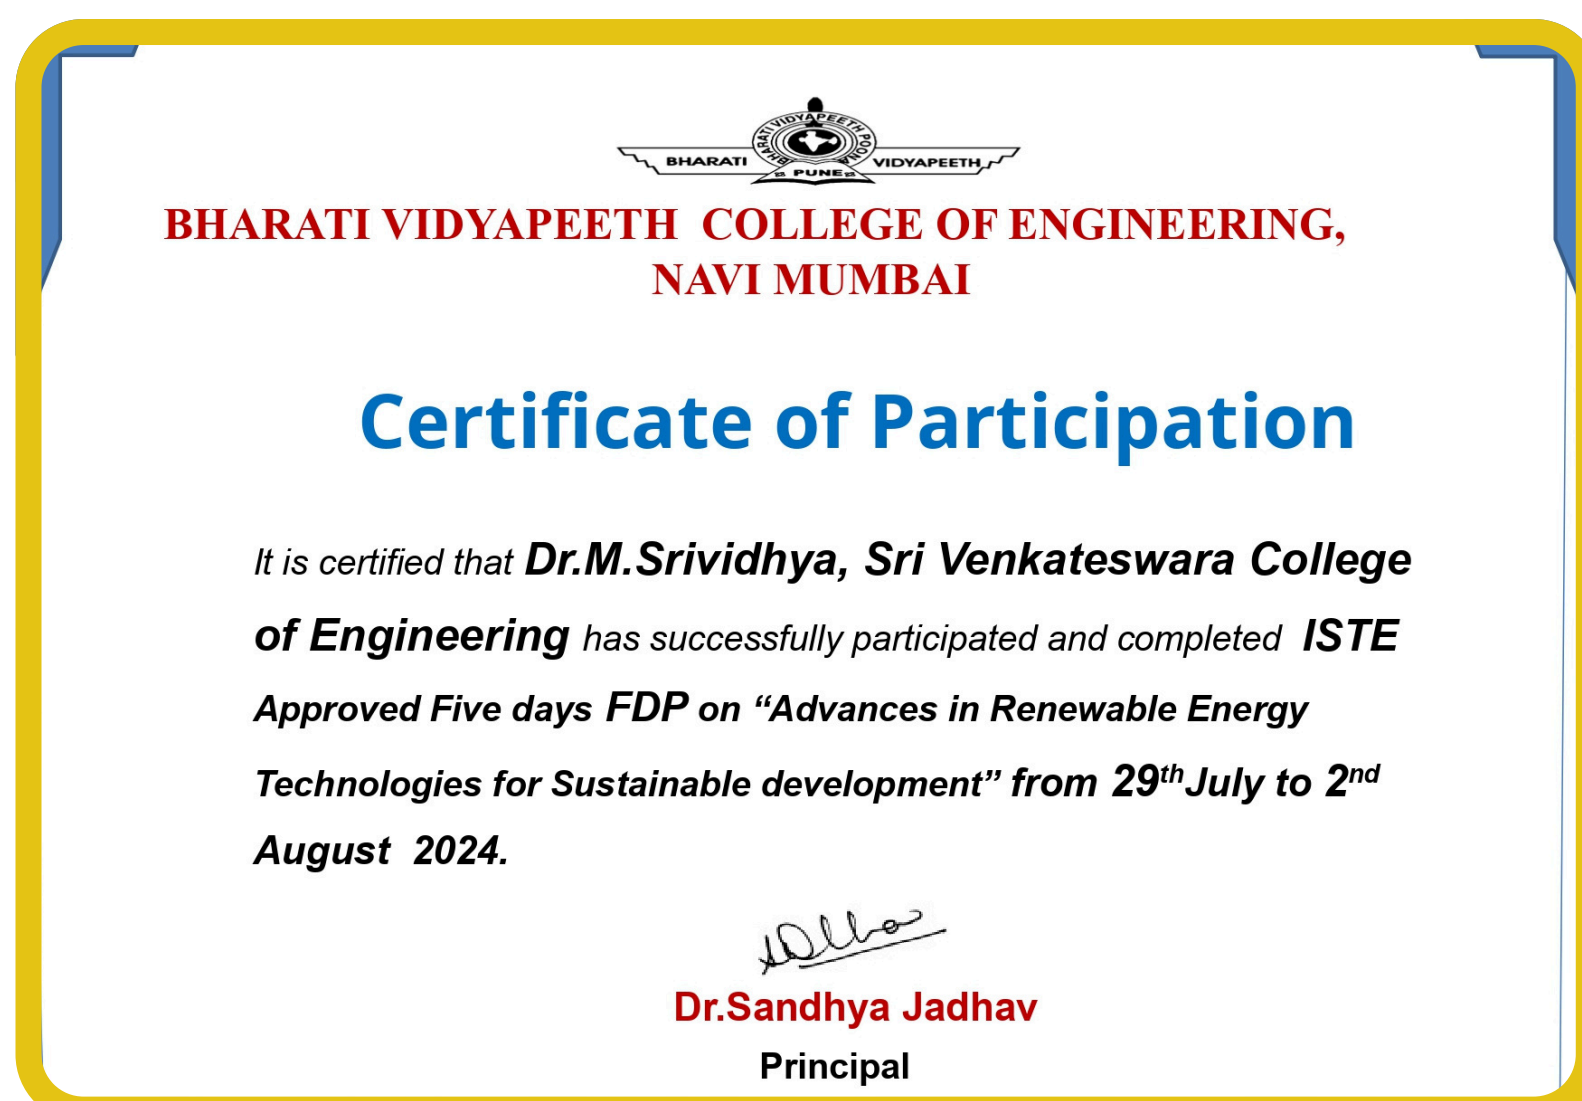 BHARATI VIDYAPEETH POONA
BHARATI VIDYAPEETH
PUNE
BHARATI VIDYAPEETH COLLEGE OF ENGINEERING,
NAVI MUMBAI
Certificate of Participation
It is certified that Dr.M.Srividhya, Sri Venkateswara College
of Engineering has successfully participated and completed ISTE
Approved Five days FDP on “Advances in Renewable Energy
Technologies for Sustainable development” from 29th July to 2nd
August 2024.
Dr.Sandhya Jadhav
Principal